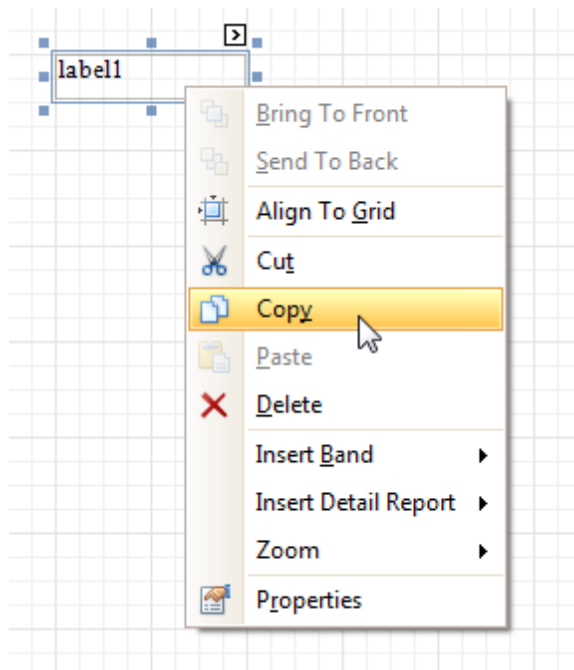 label1
Bring To Front
Send To Back
Align To Grid
Cut
Copy
Paste
Delete
Insert Band
Insert Detail Report
Zoom
Properties